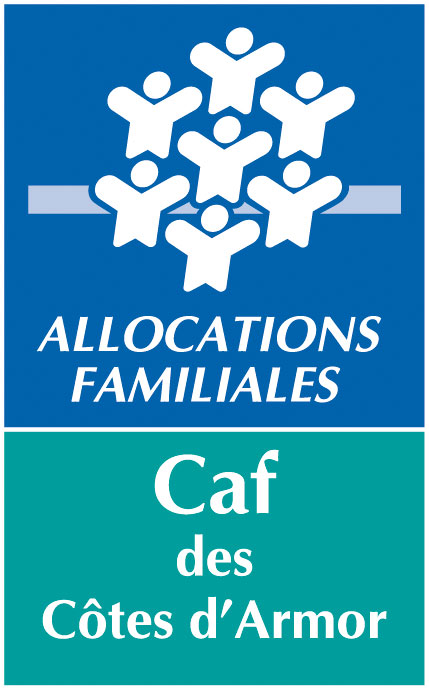 ALLOCATIONS
FAMILIALES
Caf
des
Côtes d’Armor